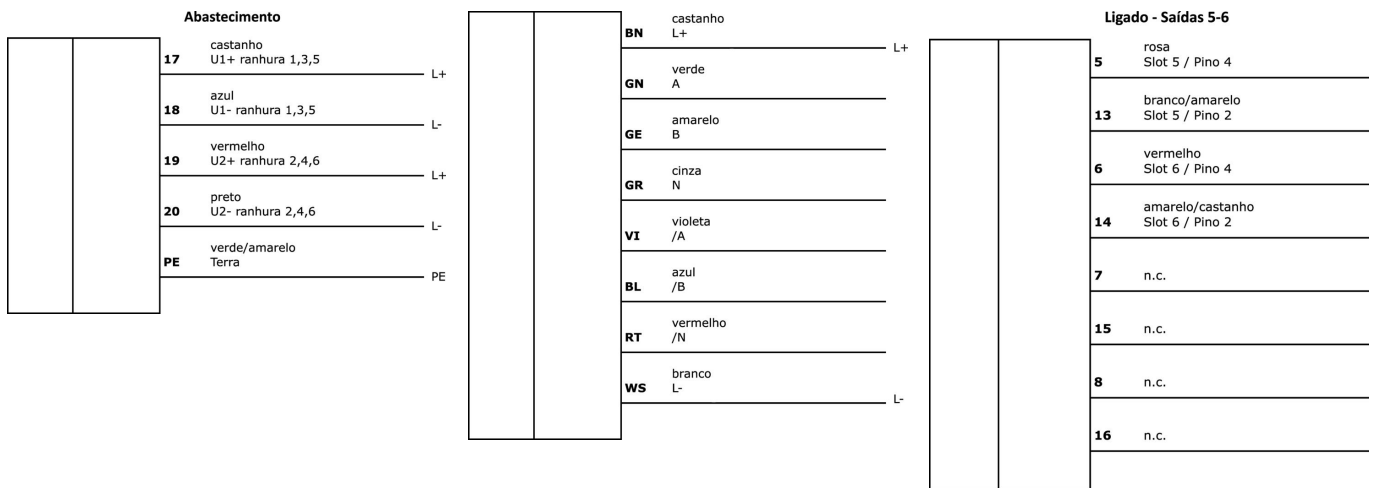 Abastecimento
castanho
17 U1+ ranhura 1,3,5
L+
azul
18 U1- ranhura 1,3,5
L-
vermelho
19 U2+ ranhura 2,4,6
L+
preto
20 U2- ranhura 2,4,6
L-
verde/amarelo
PE Terra
PE
castanho
BN L+
L+
verde
GN A
amarelo
GE B
cinza
GR N
violeta
VI /A
azul
BL /B
vermelho
RT /N
branco
WS L-
L-
Ligado - Saídas 5-6
rosa
5 Slot 5 / Pino 4
branco/amarelo
13 Slot 5 / Pino 2
vermelho
6 Slot 6 / Pino 4
amarelo/castanho
14 Slot 6 / Pino 2
7 n.c.
15 n.c.
8 n.c.
16 n.c.